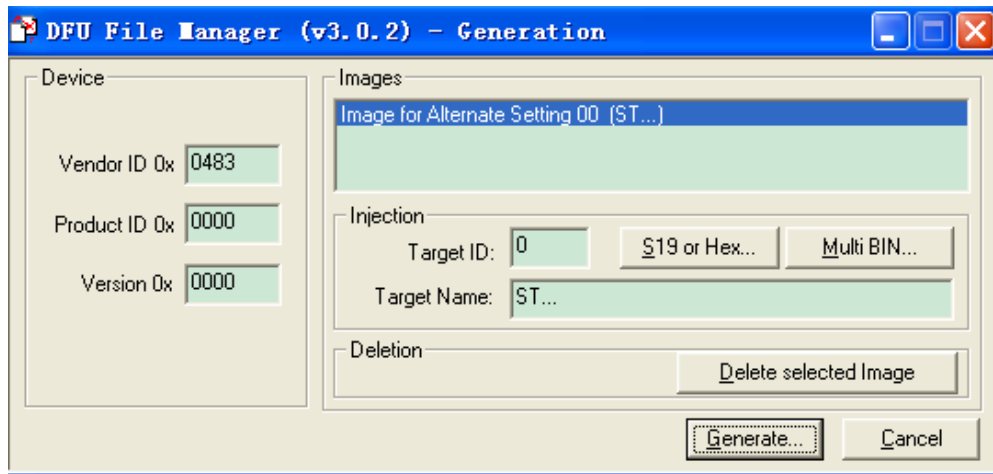 DFU File Manager (v3.0.2) - Generation
Device
Vendor ID 0x 0483
Product ID 0x 0000
Version 0x 0000
Images
Image for Alternate Setting 00 (ST...)
Injection
Target ID: 0
S19 or Hex...
Multi BIN...
Target Name: ST...
Deletion
Delete selected Image
Generate...
Cancel